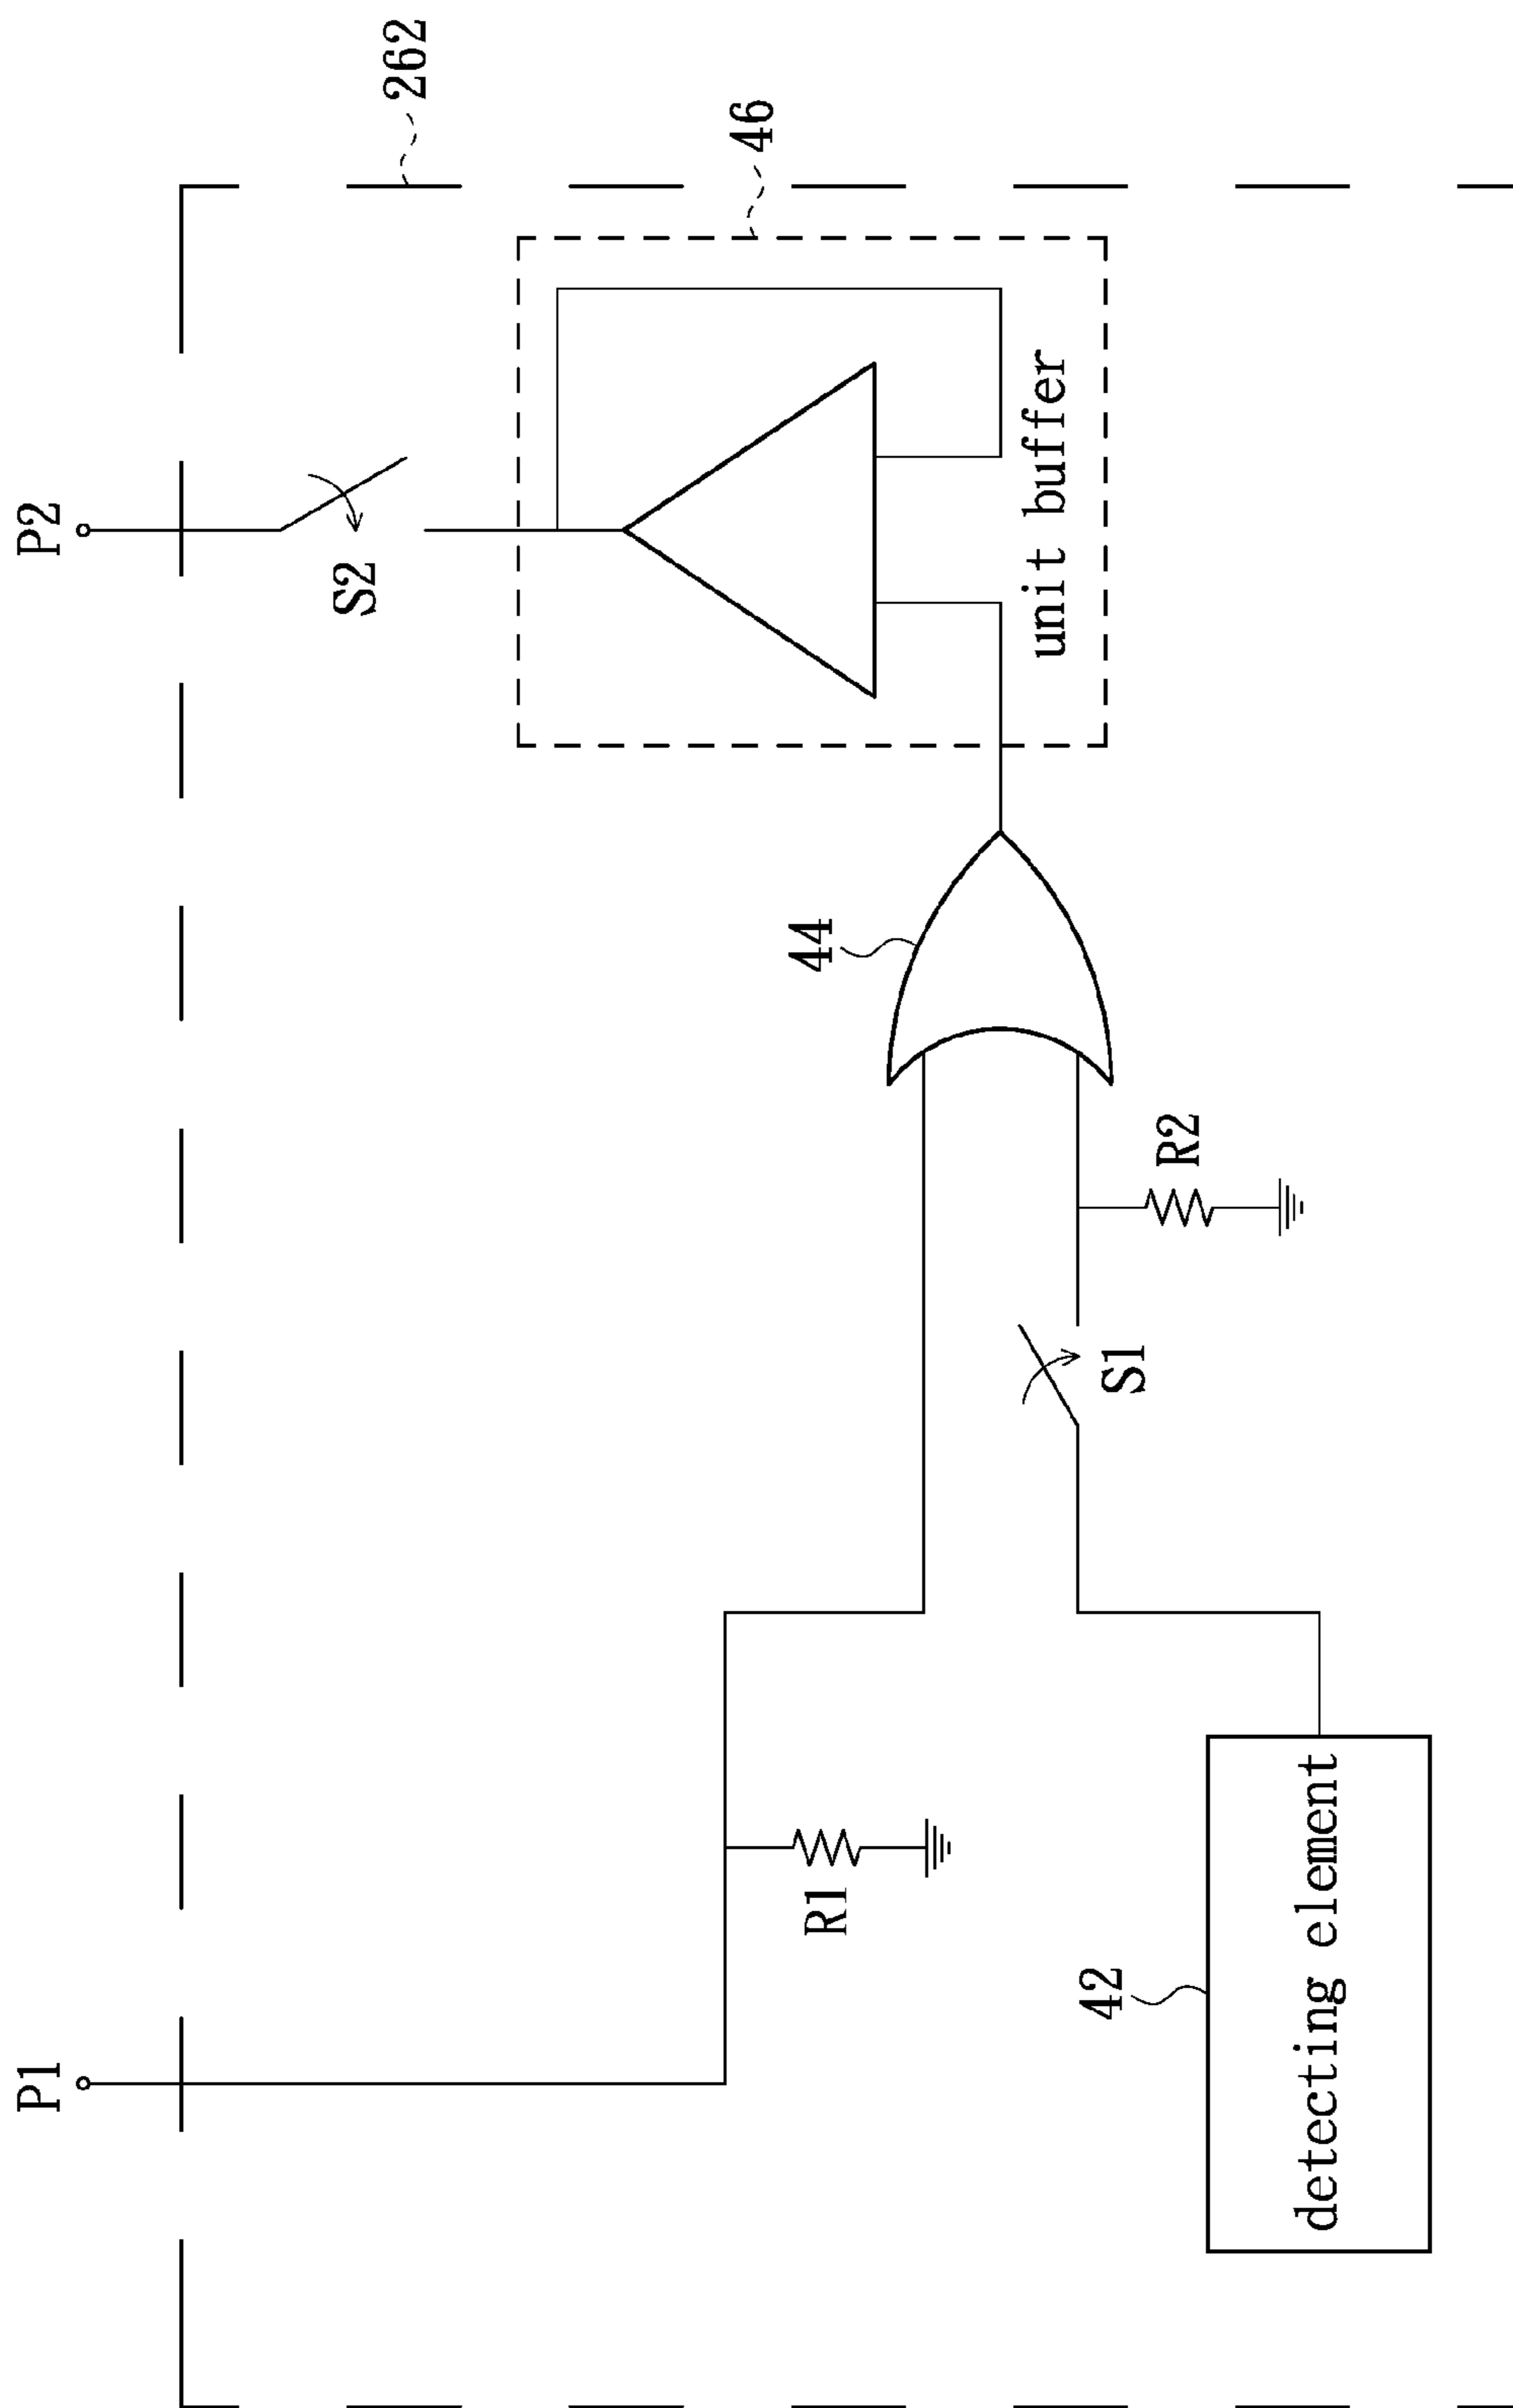 P1
P2
262
S2
46
unit buffer
44
R1
R2
S1
42
detecting element